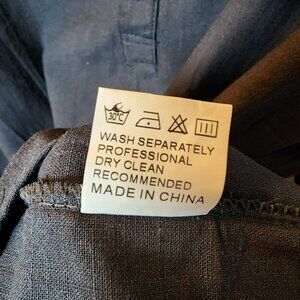 30°C
WASH SEPARATELY
PROFESSIONAL
DRY CLEAN
RECOMMENDED
MADE IN CHINA